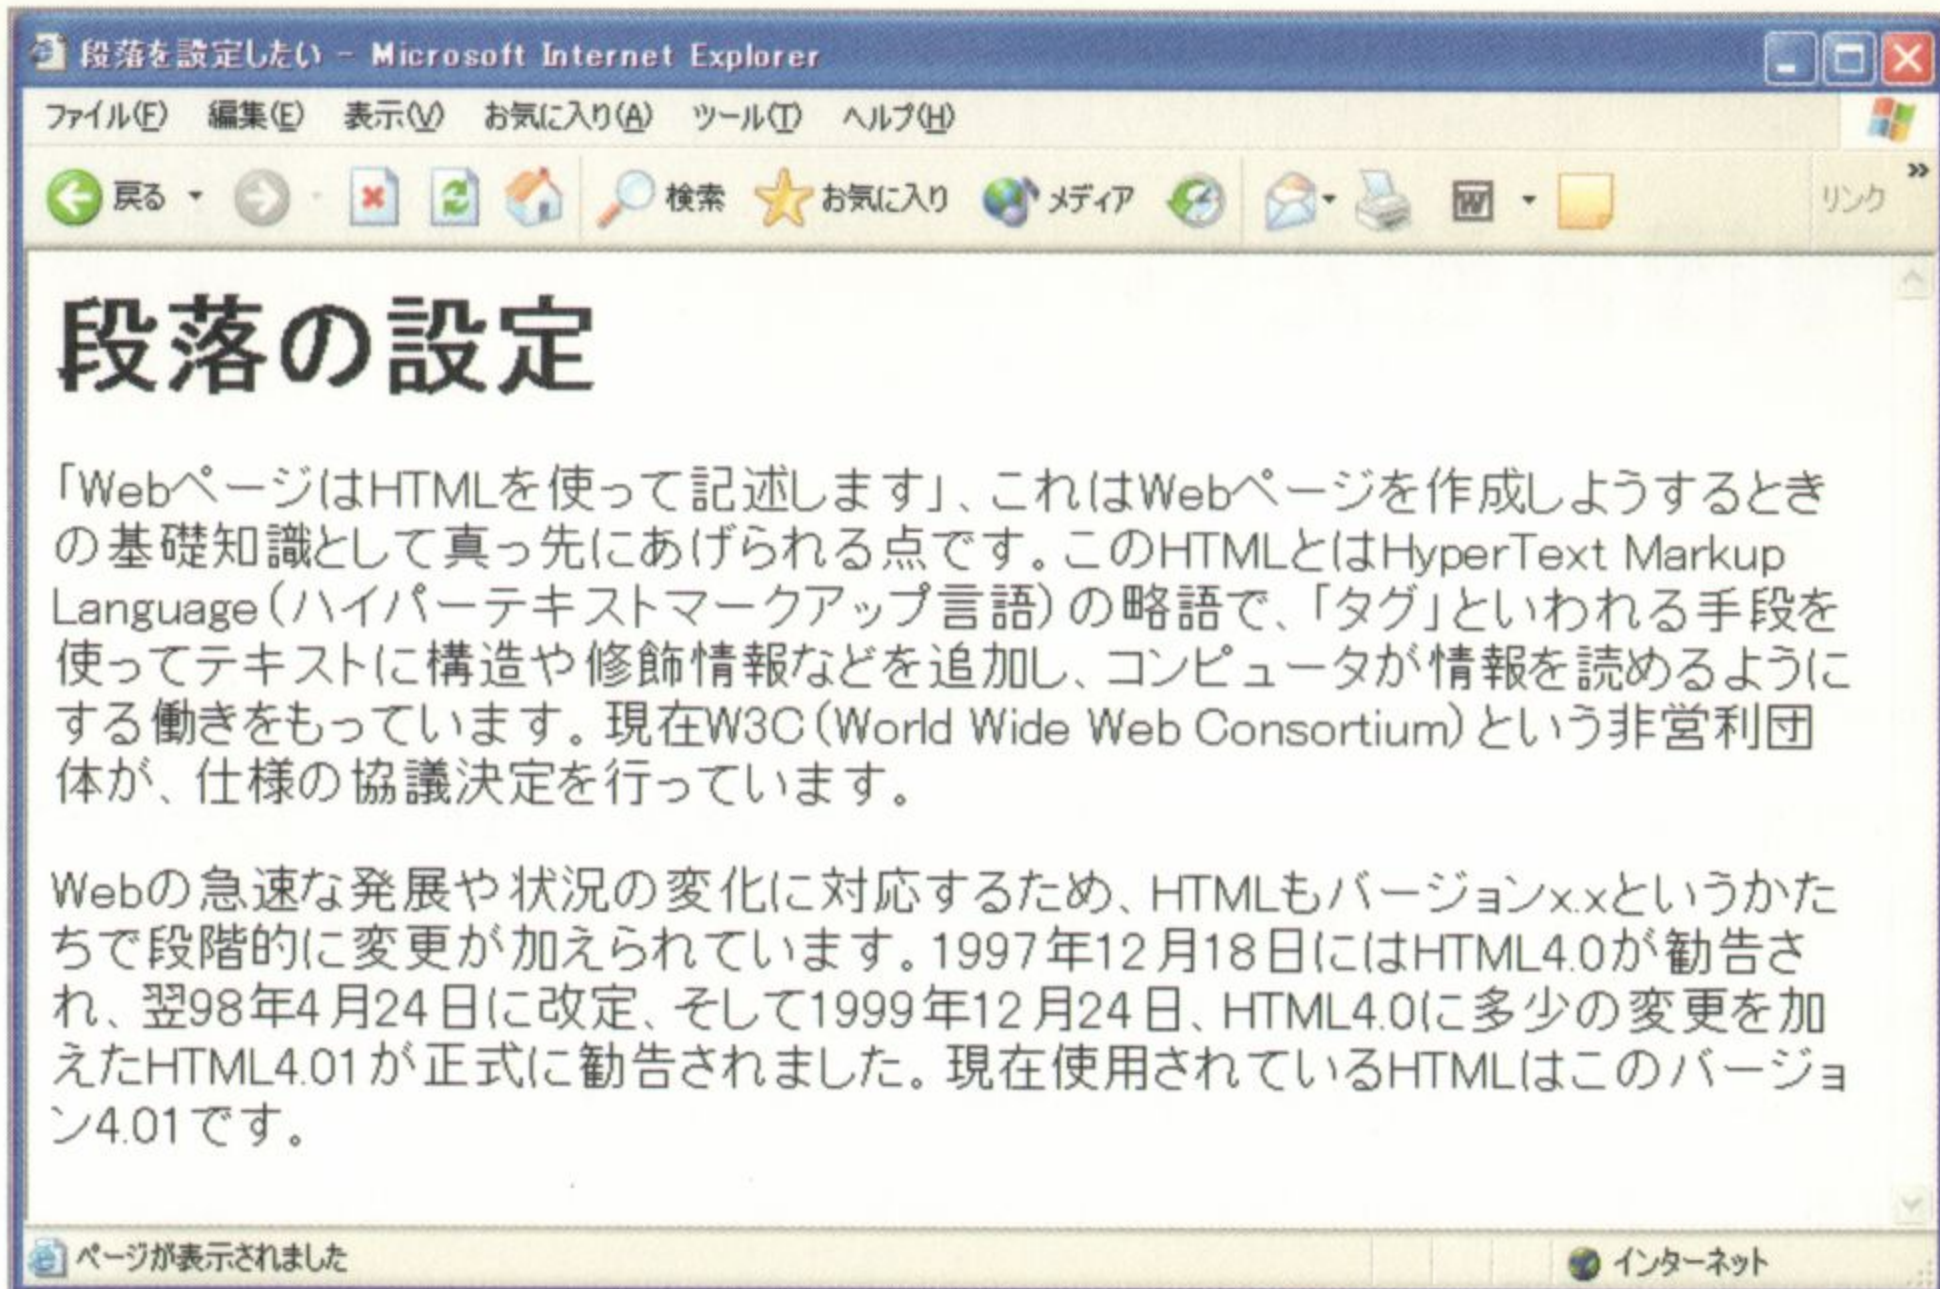 段落を設定したい - Microsoft Internet Explorer
ファイル(F) 編集(E) 表示(V) お気に入り(A) ツール(T) ヘルプ(H)
戻る 検索 お気に入り メディア リンク »
段落の設定
「WebページはHTMLを使って記述します」、これはWebページを作成しようするとき
の基礎知識として真っ先にあげられる点です。このHTMLとはHyperText Markup
Language(ハイパーテキストマークアップ言語)の略語で、「タグ」といわれる手段を
使ってテキストに構造や修飾情報などを追加し、コンピュータが情報を読めるように
する働きをもっています。現在W3C(World Wide Web Consortium)という非営利団
体が、仕様の協議決定を行っています。
Webの急速な発展や状況の変化に対応するため、HTMLもバージョンx.xというかた
ちで段階的に変更が加えられています。1997年12月18日にはHTML4.0が勧告さ
れ、翌98年4月24日に改定、そして1999年12月24日、HTML4.0に多少の変更を加
えたHTML4.01が正式に勧告されました。現在使用されているHTMLはこのバージョ
ン4.01です。
ページが表示されました インターネット